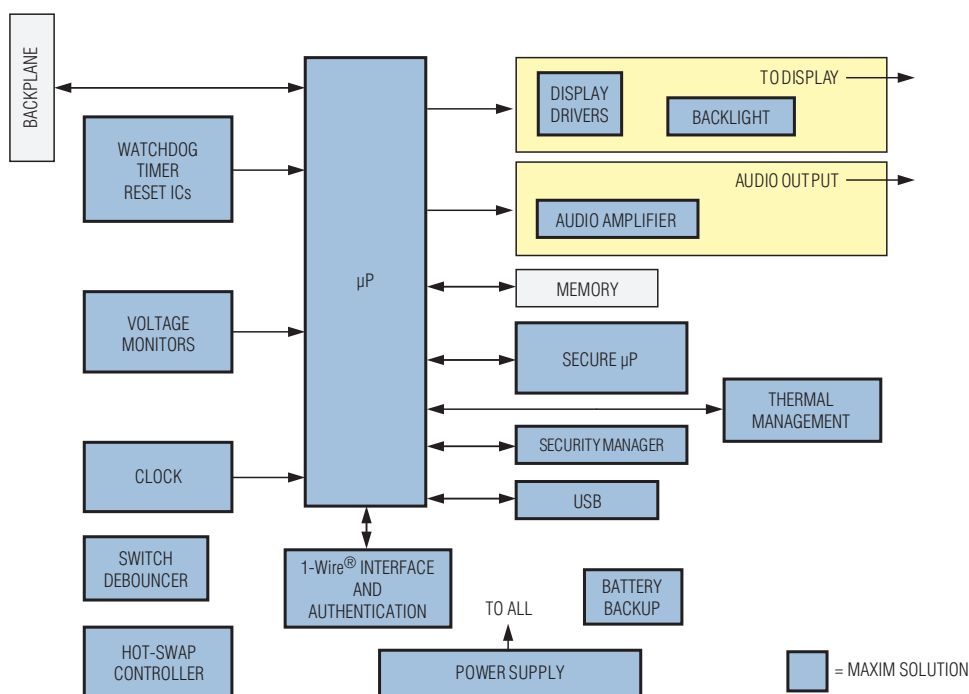 BACKPLANE
WATCHDOG
TIMER
RESET ICs
VOLTAGE
MONITORS
CLOCK
SWITCH
DEBOUNCER
HOT-SWAP
CONTROLLER
µP
1-Wire® INTERFACE
AND
AUTHENTICATION
TO DISPLAY
DISPLAY
DRIVERS
BACKLIGHT
AUDIO OUTPUT
AUDIO AMPLIFIER
MEMORY
SECURE µP
THERMAL
MANAGEMENT
SECURITY MANAGER
USB
BATTERY
BACKUP
TO ALL
POWER SUPPLY
= MAXIM SOLUTION